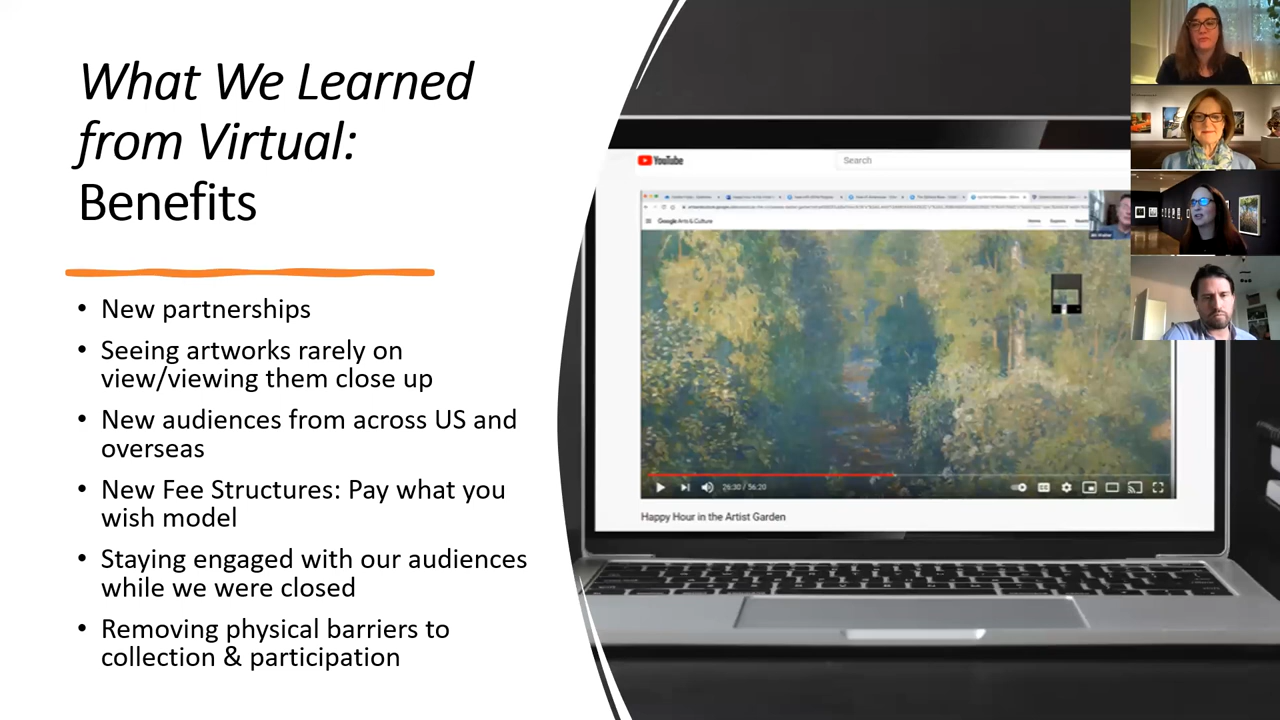 What We Learned
from Virtual:
Benefits
• New partnerships
• Seeing artworks rarely on
view/viewing them close up
• New audiences from across US and
overseas
• New Fee Structures: Pay what you
wish model
• Staying engaged with our audiences
while we were closed
• Removing physical barriers to
collection & participation
YouTube
Search
Google Arts & Culture
26:30 / 56:20
Happy Hour in the Artist Garden